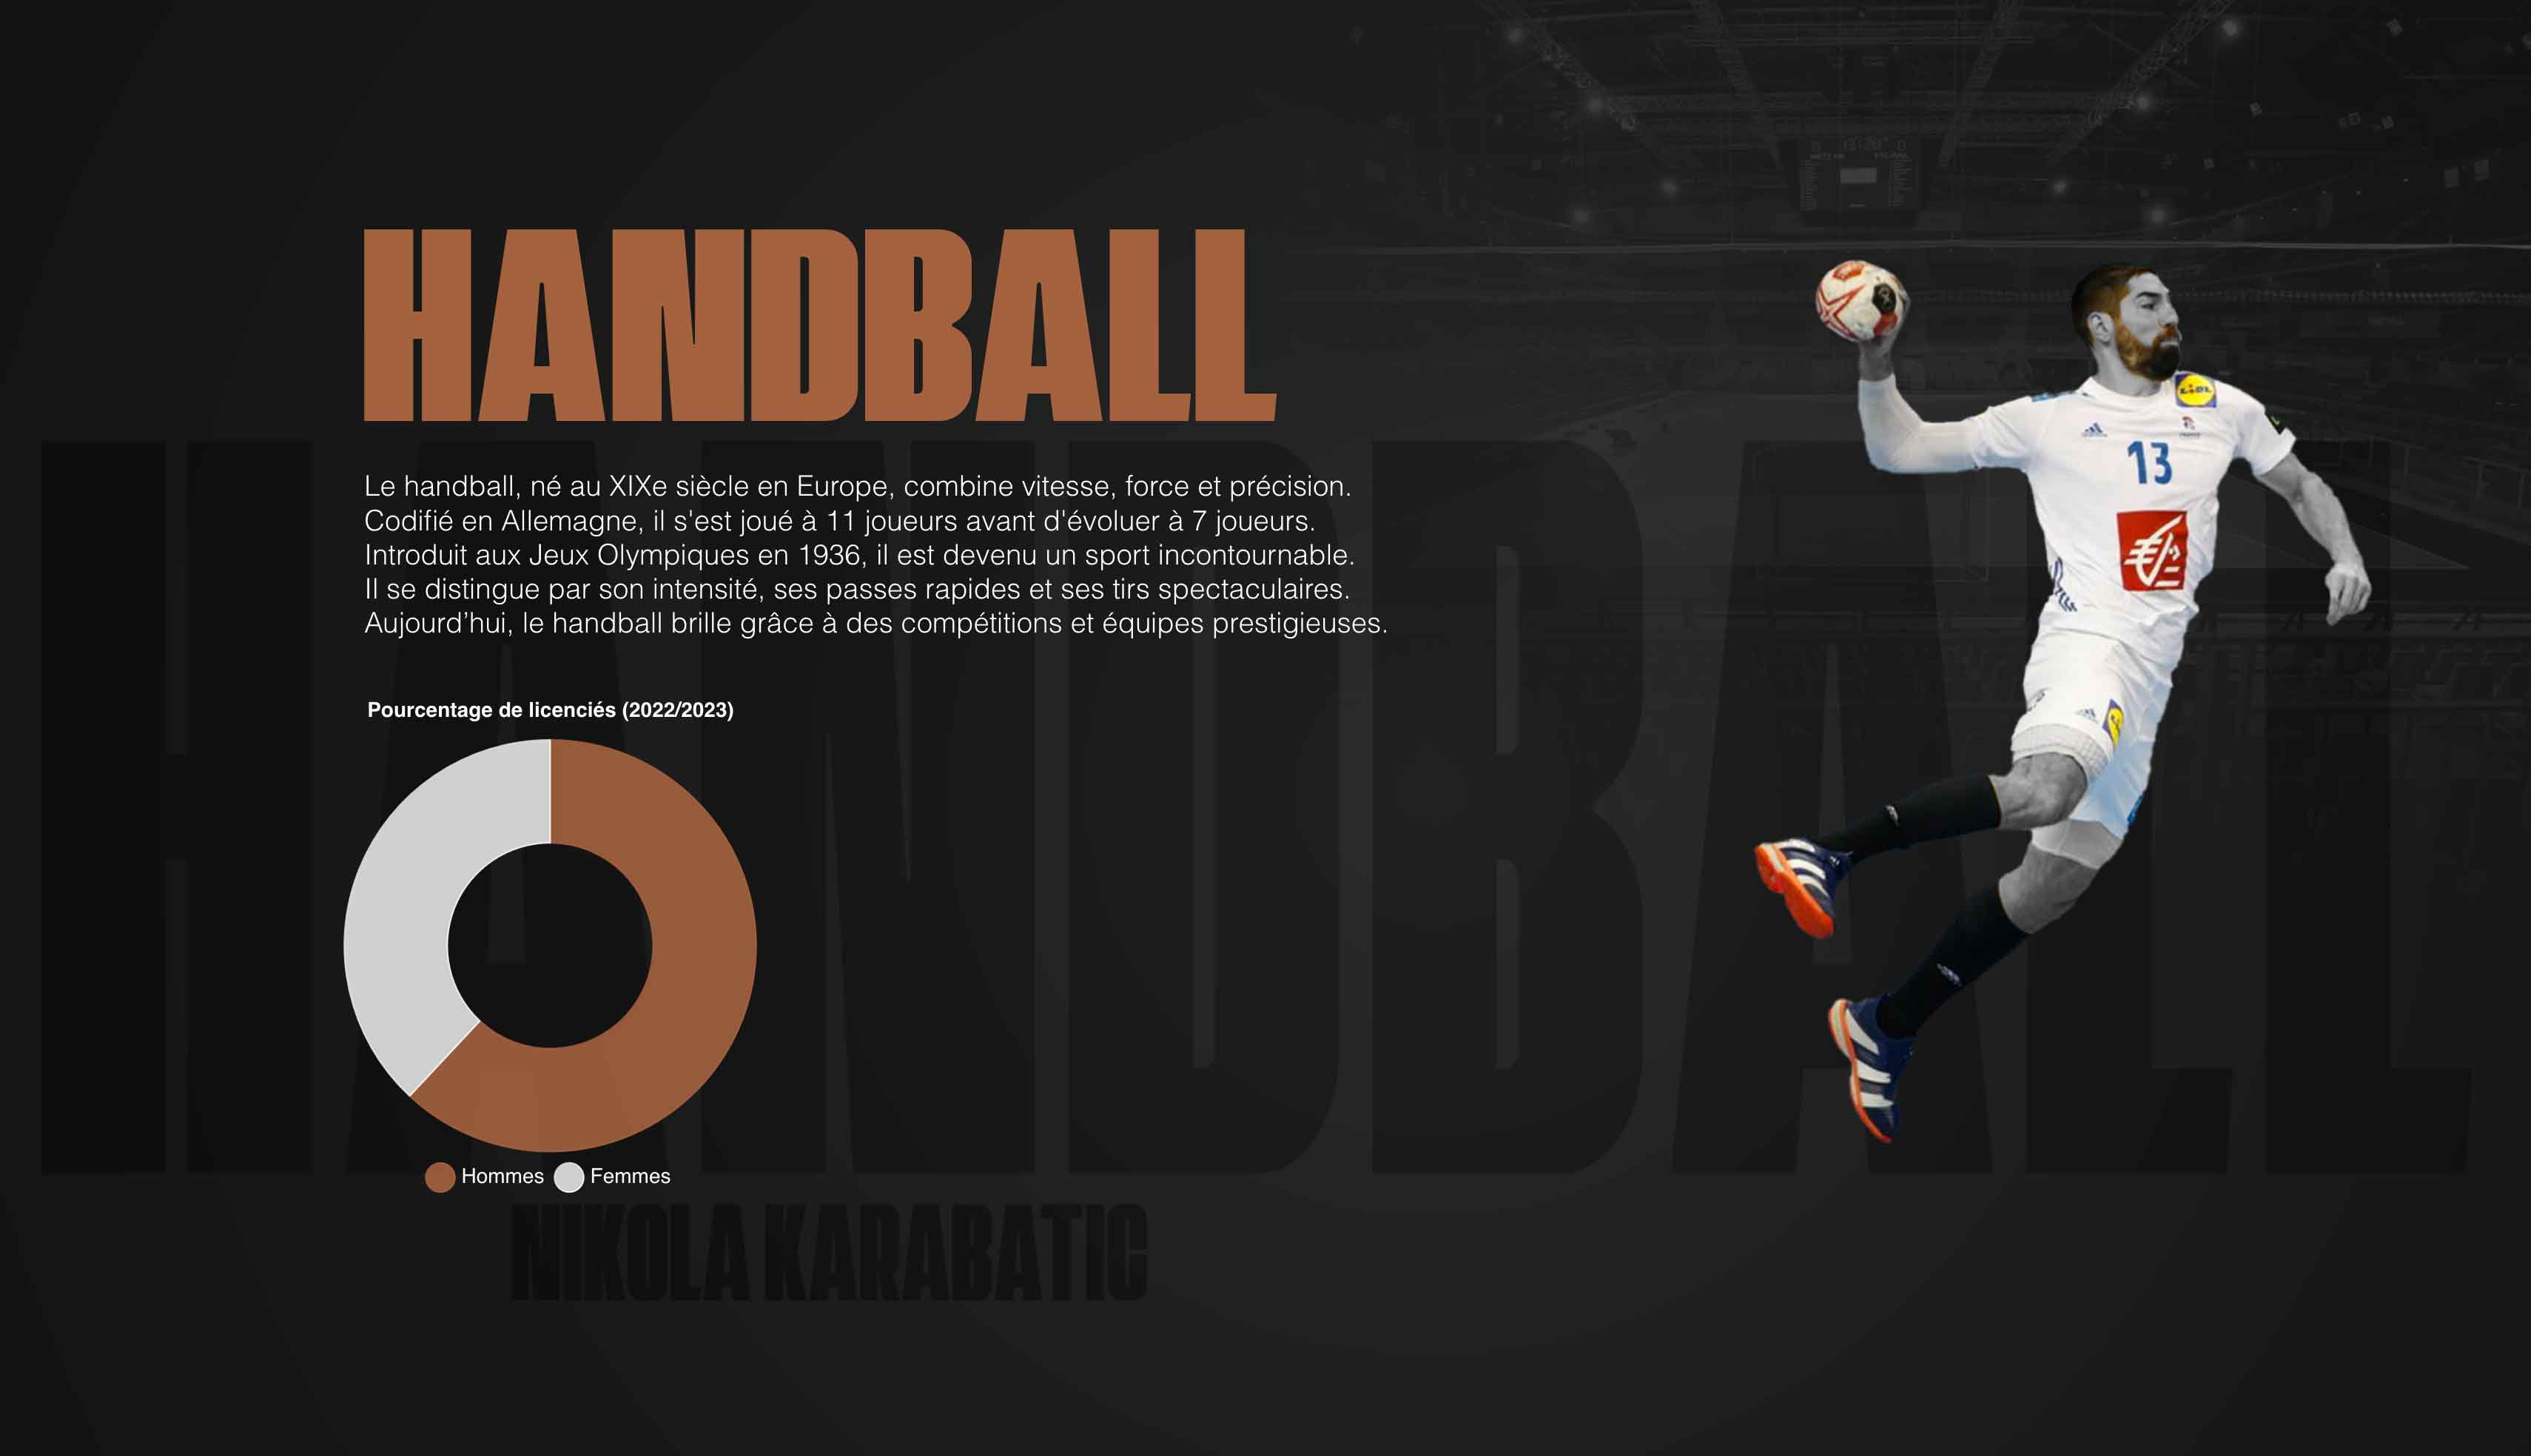 HANDBALL
Le handball, né au XIXe siècle en Europe, combine vitesse, force et précision.
Codifié en Allemagne, il s'est joué à 11 joueurs avant d'évoluer à 7 joueurs.
Introduit aux Jeux Olympiques en 1936, il est devenu un sport incontournable.
Il se distingue par son intensité, ses passes rapides et ses tirs spectaculaires.
Aujourd’hui, le handball brille grâce à des compétitions et équipes prestigieuses.
Pourcentage de licenciés (2022/2023)
Hommes Femmes
HANDBALL
NIKOLA KARABATIC
LIDL
13